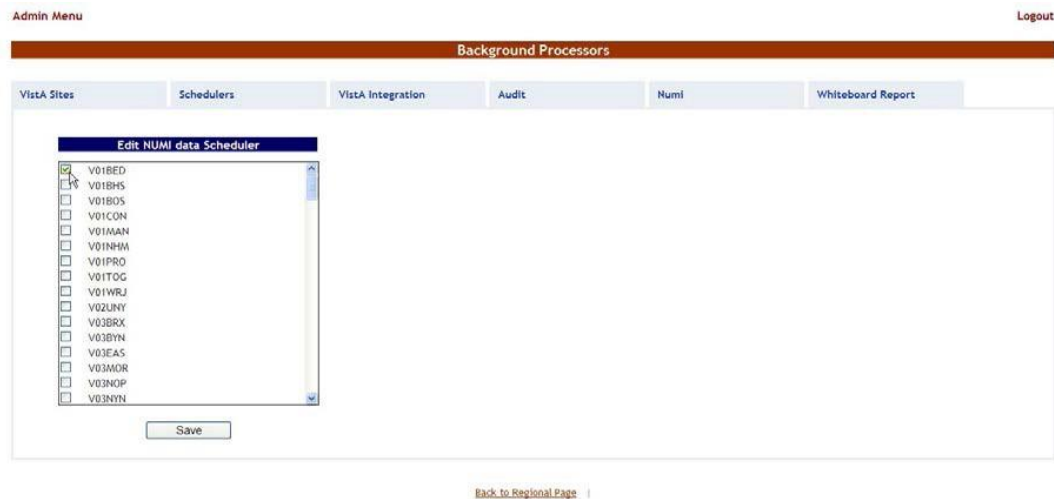 Admin Menu Logout
Background Processors
VistA Sites Schedulers VistA Integration Audit Numi Whiteboard Report
Edit NUMI data Scheduler
V01BED
V01BHS
V01BOS
V01CON
V01MAN
V01NHM
V01PRO
V01TOG
V01WRJ
V02UNY
V03BRX
V03BYN
V03EAS
V03MOR
V03NOP
V03NYN
Save
Back to Regional Page |